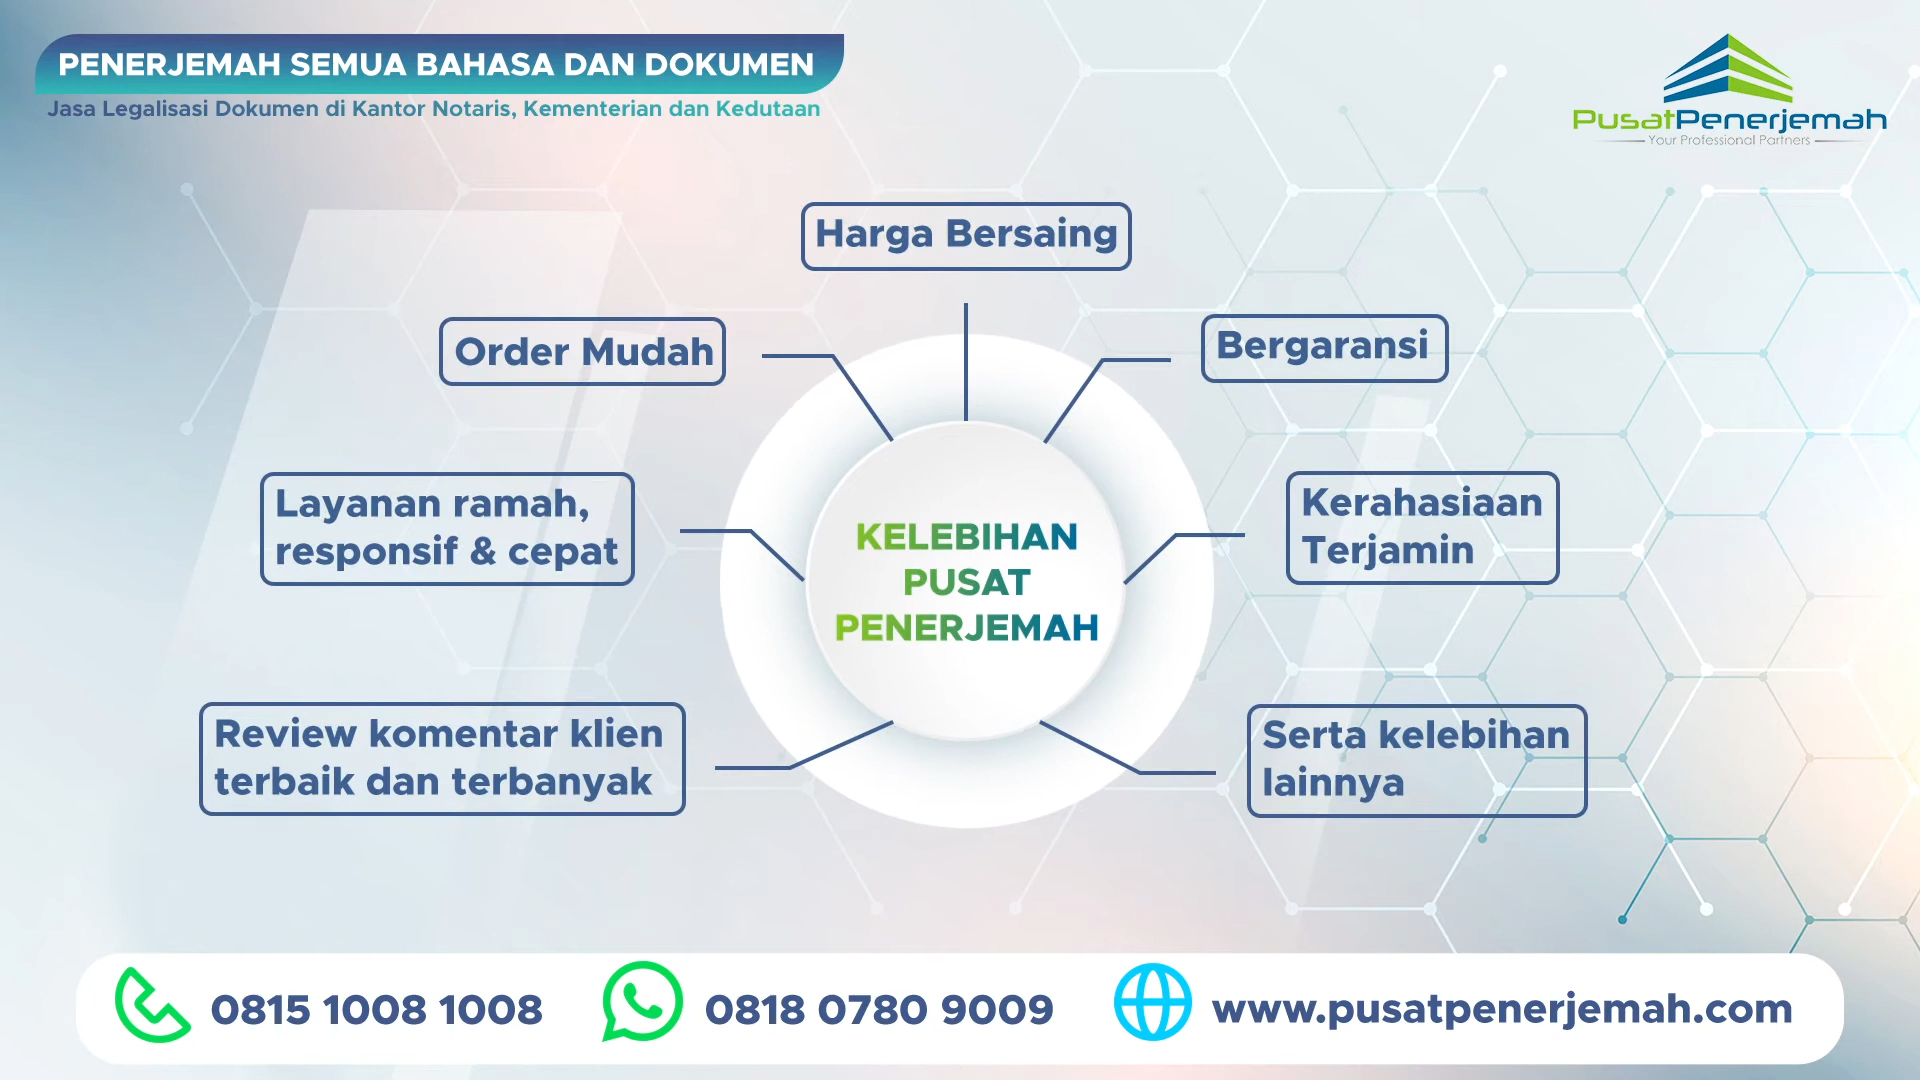 PENERJEMAH SEMUA BAHASA DAN DOKUMEN
Jasa Legalisasi Dokumen di Kantor Notaris, Kementerian dan Kedutaan
PusatPenerjemah
Your Professional Partners
Harga Bersaing
Order Mudah
Bergaransi
Layanan ramah,
responsif & cepat
Kerahasiaan
Terjamin
KELEBIHAN
PUSAT
PENERJEMAH
Review komentar klien
terbaik dan terbanyak
Serta kelebihan
lainnya
0815 1008 1008
0818 0780 9009
www.pusatpenerjemah.com